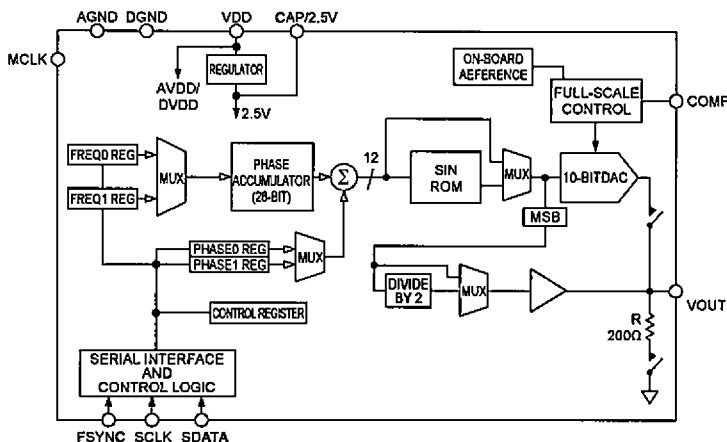 AGND DGND VDD CAP/2.5V
MCLK
REGULATOR
AVDD/
DVDD
2.5V
ON-BOARD
AEFERENCE
FULL-SCALE
CONTROL
COMP
FREQ0 REG
FREQ1 REG
MUX
PHASE
ACCUMULATOR
(28-BIT)
Σ
12
SIN
ROM
MUX
10-BITDAC
MSB
PHASE0 REG
PHASE1 REG
MUX
DIVIDE
BY 2
MUX
VOUT
CONTROL REGISTER
R
200Ω
SERIAL INTERFACE
AND
CONTROL LOGIC
FSYNC SCLK SDATA